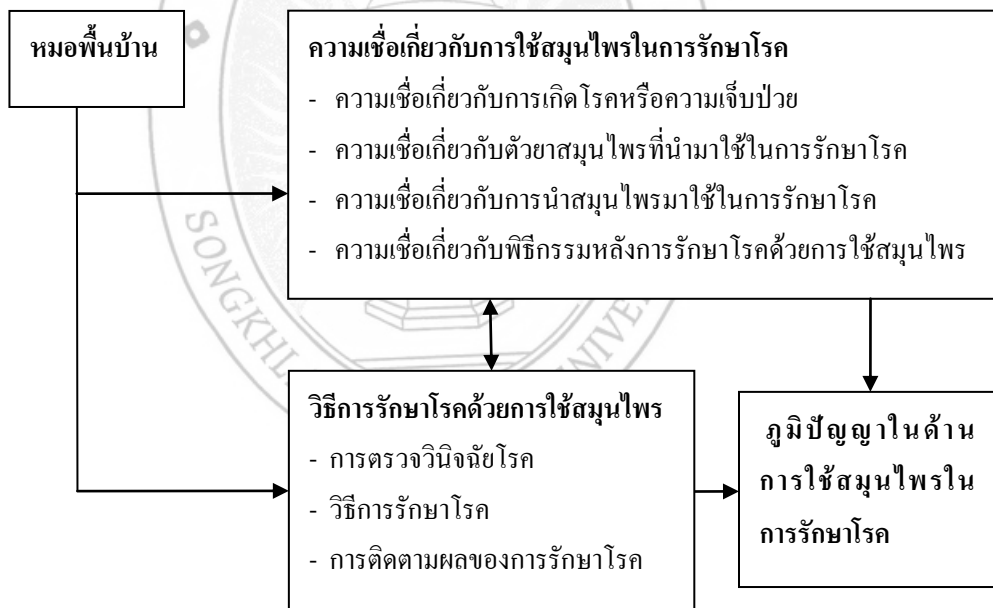 หมอพื้นบ้าน
ความเชื่อเกี่ยวกับการใช้สมุนไพรในการรักษาโรค
- ความเชื่อเกี่ยวกับการเกิดโรคหรือความเจ็บป่วย
- ความเชื่อเกี่ยวกับตัวยาสมุนไพรที่นำมาใช้ในการรักษาโรค
- ความเชื่อเกี่ยวกับการนำสมุนไพรมาใช้ในการรักษาโรค
- ความเชื่อเกี่ยวกับพิธีกรรมหลังการรักษาโรคด้วยการใช้สมุนไพร
วิธีการรักษาโรคด้วยการใช้สมุนไพร
- การตรวจวินิจฉัยโรค
- วิธีการรักษาโรค
- การติดตามผลของการรักษาโรค
ภูมิปัญญาในด้าน
การใช้สมุนไพรใน
การรักษาโรค